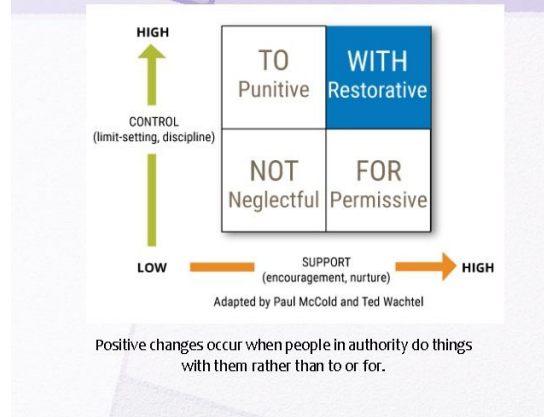 HIGH
TO
Punitive
WITH
Restorative
CONTROL
(limit-setting, discipline)
NOT
Neglectful
FOR
Permissive
LOW
SUPPORT
(encouragement, nurture)
HIGH
Adapted by Paul McCold and Ted Wachtel
Positive changes occur when people in authority do things
with them rather than to or for.